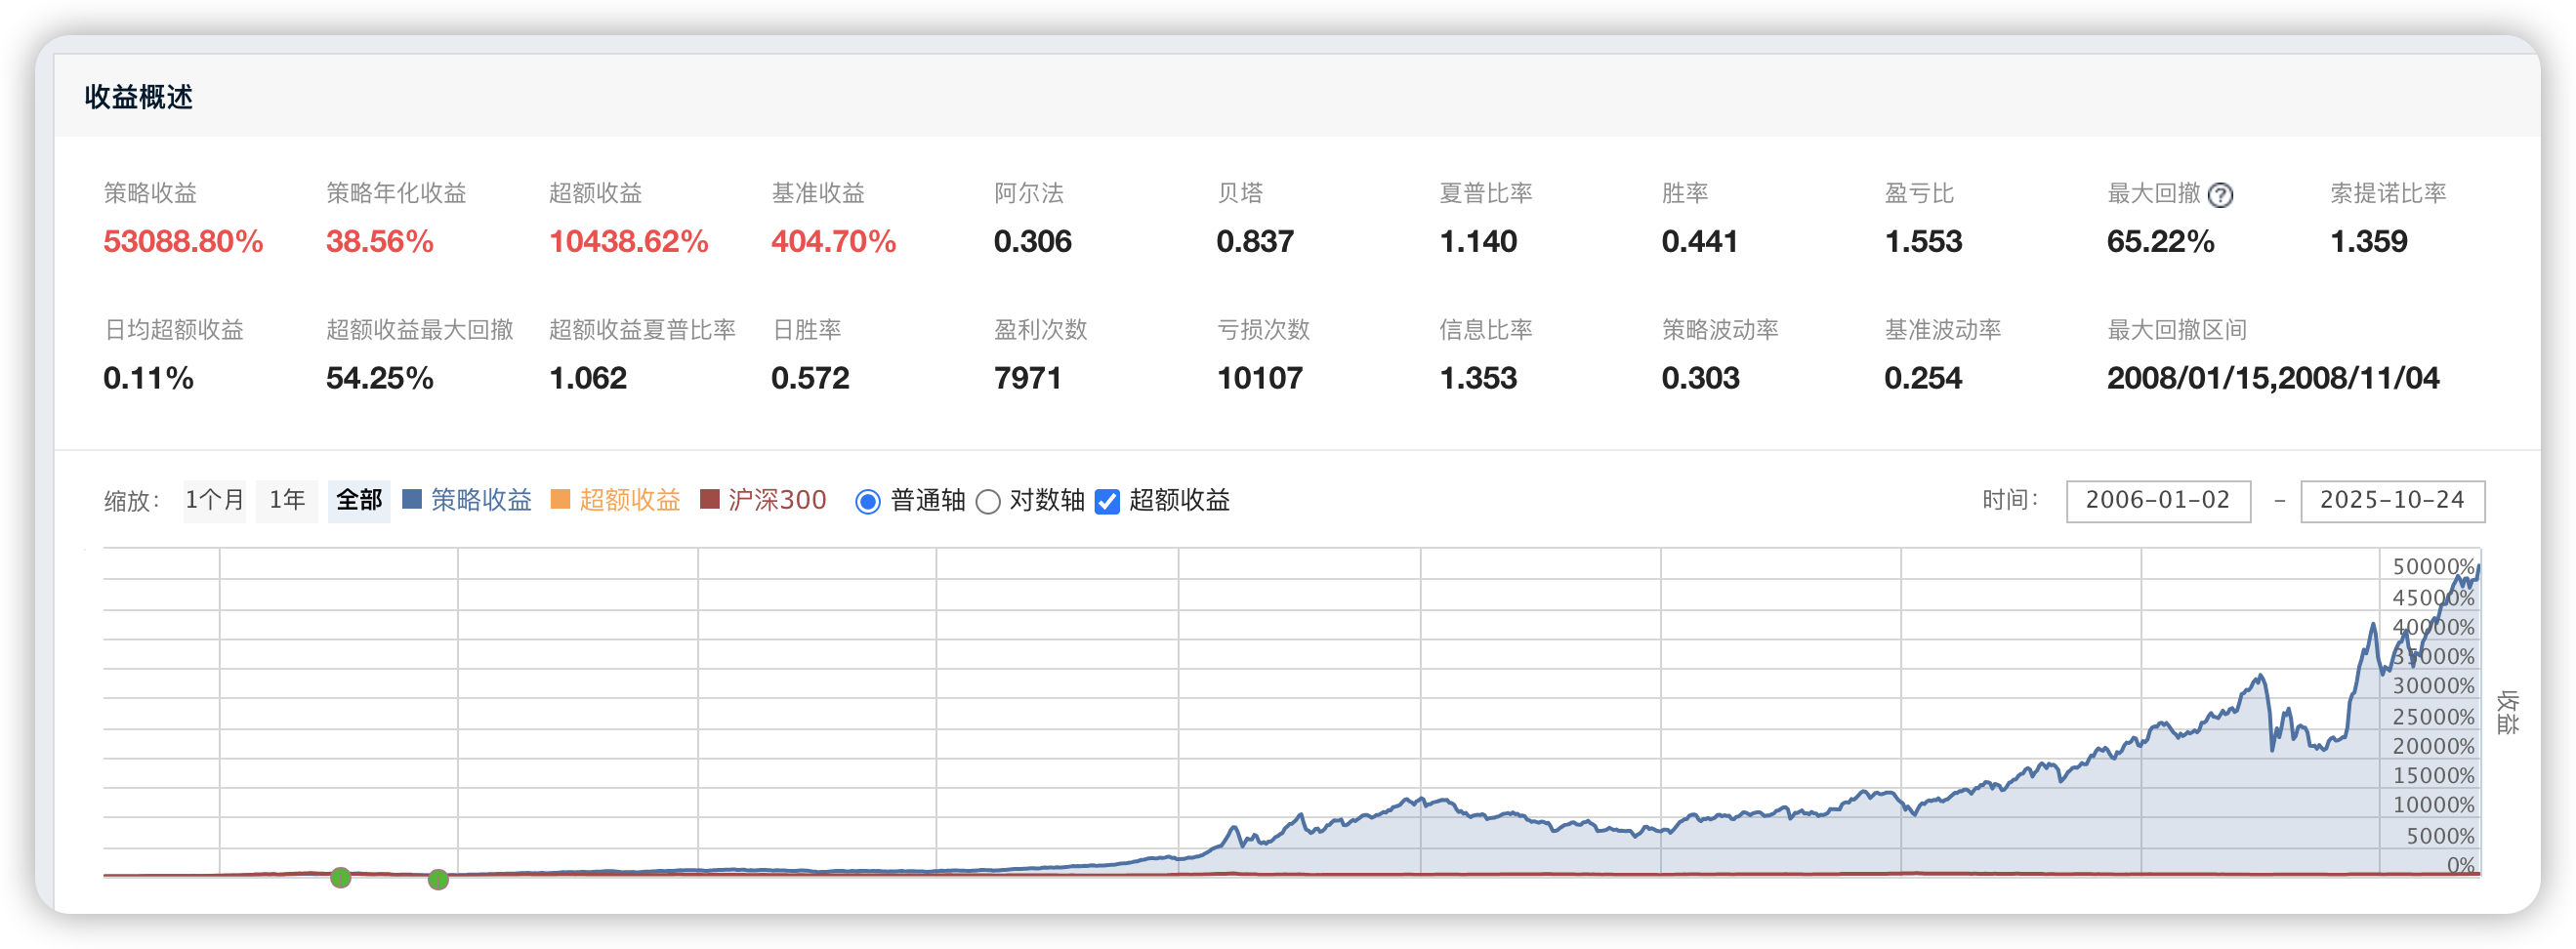 收益概述
策略收益 策略年化收益 超额收益 基准收益 阿尔法 贝塔 夏普比率 胜率 盈亏比 最大回撤 ? 索提诺比率
53088.80% 38.56% 10438.62% 404.70% 0.306 0.837 1.140 0.441 1.553 65.22% 1.359
日均超额收益 超额收益最大回撤 超额收益夏普比率 日胜率 盈利次数 亏损次数 信息比率 策略波动率 基准波动率 最大回撤区间
0.11% 54.25% 1.062 0.572 7971 10107 1.353 0.303 0.254 2008/01/15,2008/11/04
缩放: 1个月 1年 全部 策略收益 超额收益 沪深300 普通轴 对数轴 超额收益 时间: 2006-01-02 - 2025-10-24
50000%
45000%
40000%
35000%
30000%
25000%
20000%
15000%
10000%
5000%
0%
收益